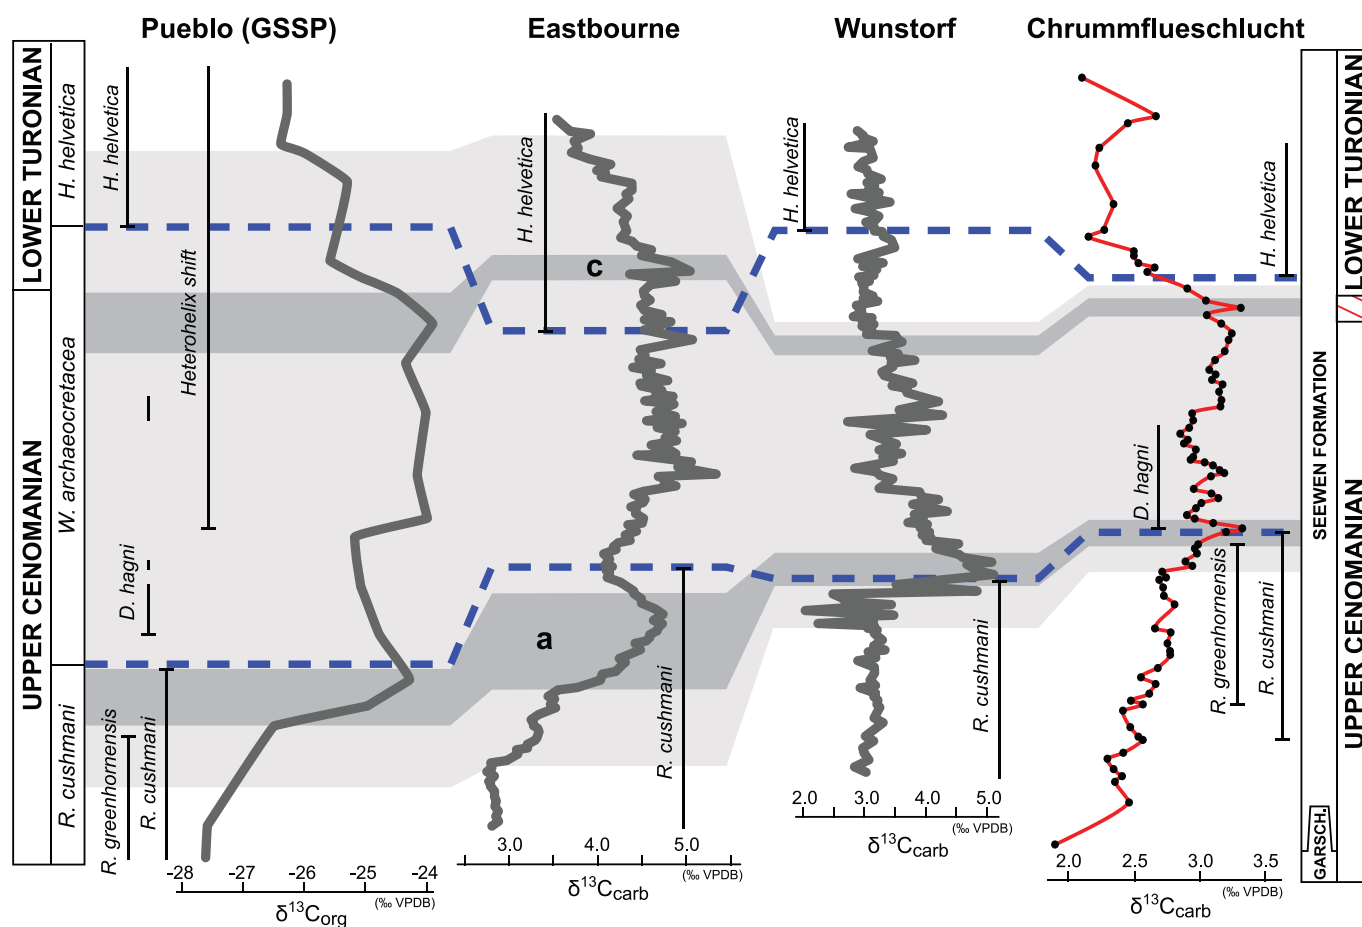 Pueblo (GSSP)
Eastbourne
Wunstorf
Chrummflueschlucht
LOWER TURONIAN
UPPER CENOMANIAN
H. helvetica
W. archaeocretacea
R. cushmani
H. helvetica
Heterohelix shift
D. hagni
R. greenhornensis
R. cushmani
-28 -27 -26 -25 -24
(‰ VPDB)
δ13Corg
H. helvetica
c
a
R. cushmani
3.0 4.0 5.0
(‰ VPDB)
δ13Ccarb
H. helvetica
R. cushmani
2.0 3.0 4.0 5.0
(‰ VPDB)
δ13Ccarb
H. helvetica
D. hagni
R. greenhornensis
R. cushmani
2.0 2.5 3.0 3.5
(‰ VPDB)
δ13Ccarb
SEEWEN FORMATION
GARSCH.
LOWER TURONIAN
UPPER CENOMANIAN